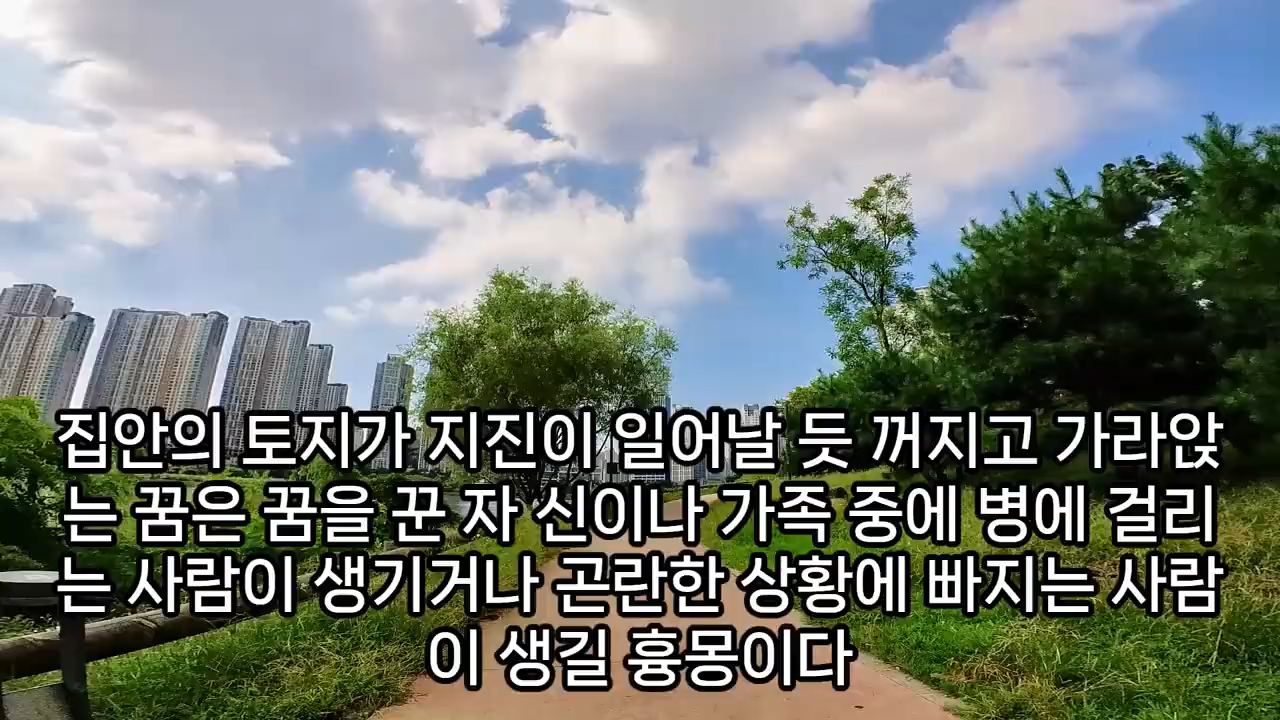 집안의 토지가 지진이 일어날 듯 꺼지고 가라앉
는 꿈은 꿈을 꾼 자 신이나 가족 중에 병에 걸리
는 사람이 생기거나 곤란한 상황에 빠지는 사람
이 생길 흉몽이다